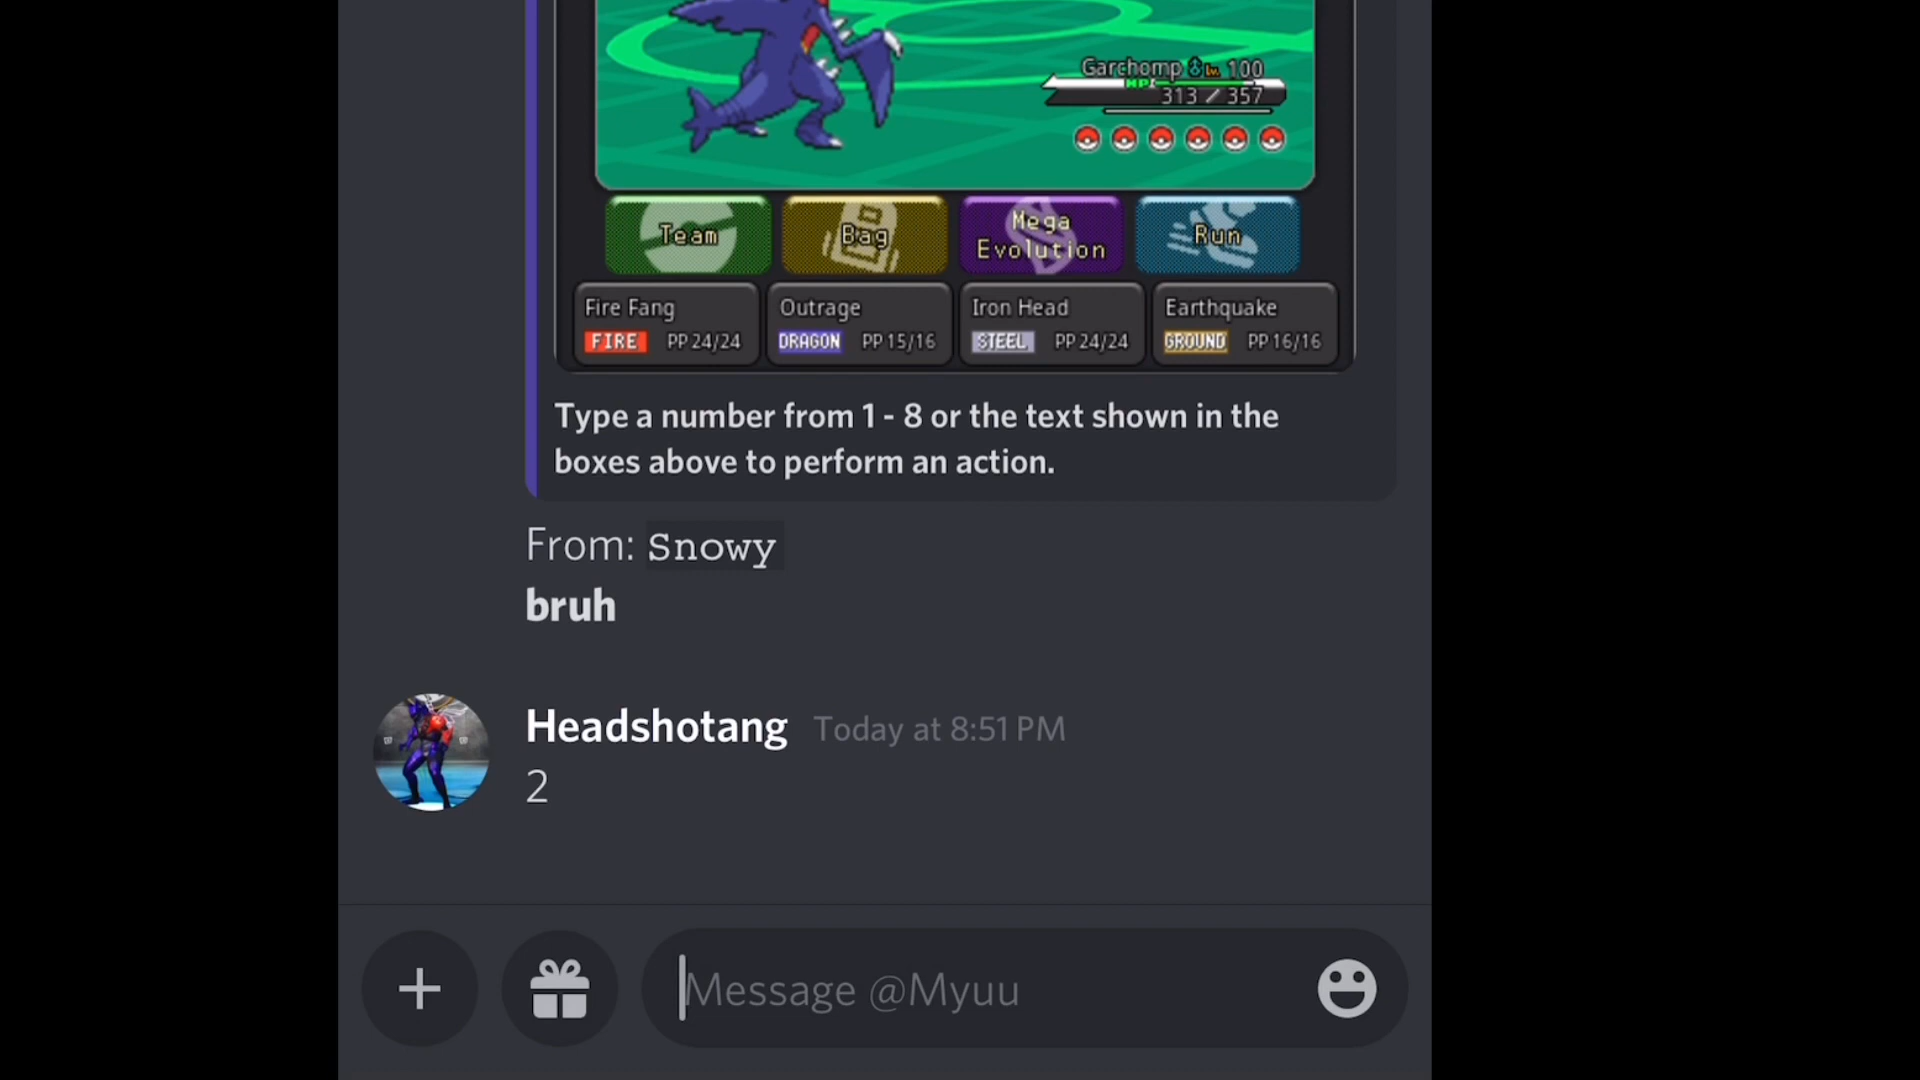 Garchomp Lv. 100
HP
313 / 357
Team
Bag
Mega
Evolution
Run
Fire Fang
FIRE PP 24/24
Outrage
DRAGON PP 15/16
Iron Head
STEEL PP 24/24
Earthquake
GROUND PP 16/16
Type a number from 1 - 8 or the text shown in the
boxes above to perform an action.
From: Snowy
bruh
Headshotang Today at 8:51 PM
2
Message @Myuu